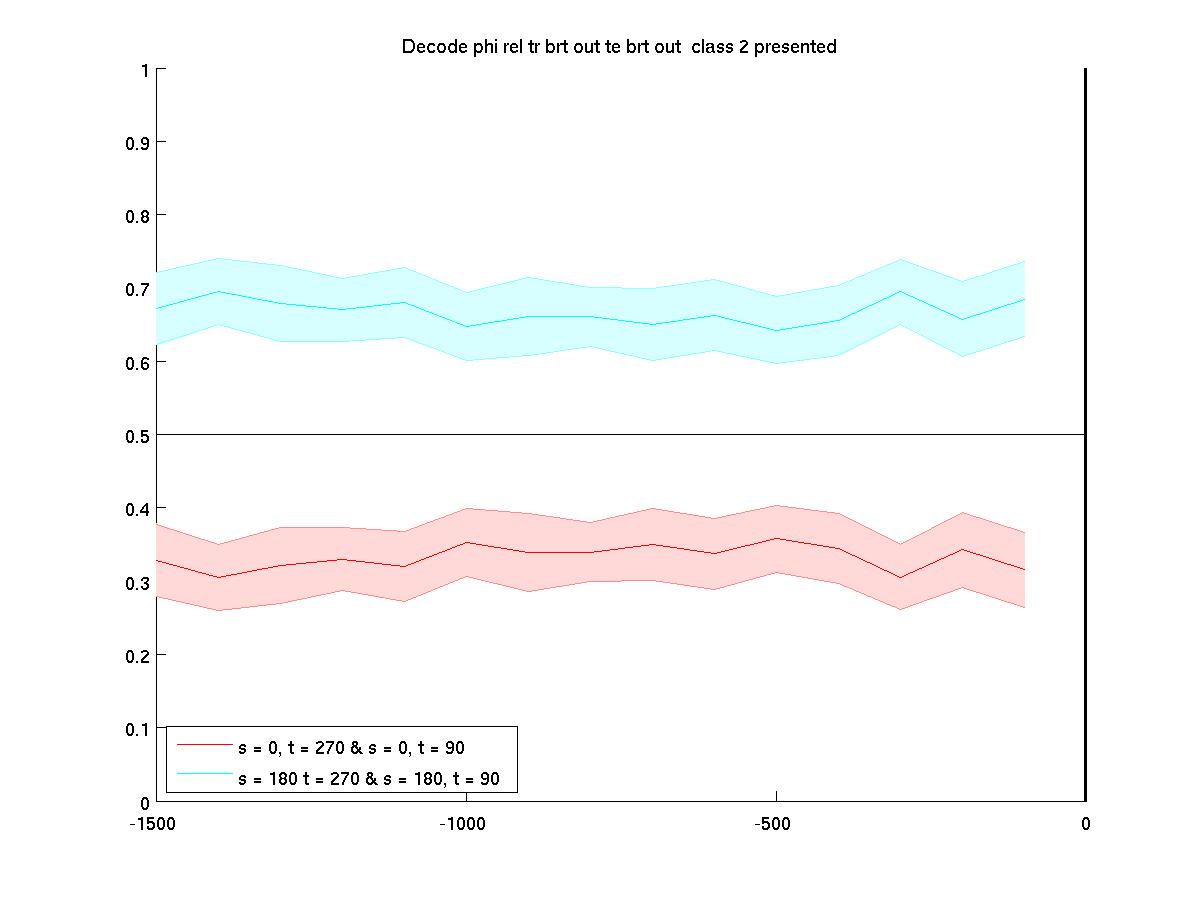 Decode phi rel tr brt out te brt out  class 2 presented
1
0.9
0.8
0.7
0.6
0.5
0.4
0.3
0.2
0.1
0
s = 0, t = 270 & s = 0, t = 90
s = 180 t = 270 & s = 180, t = 90
-1500 -1000 -500 0